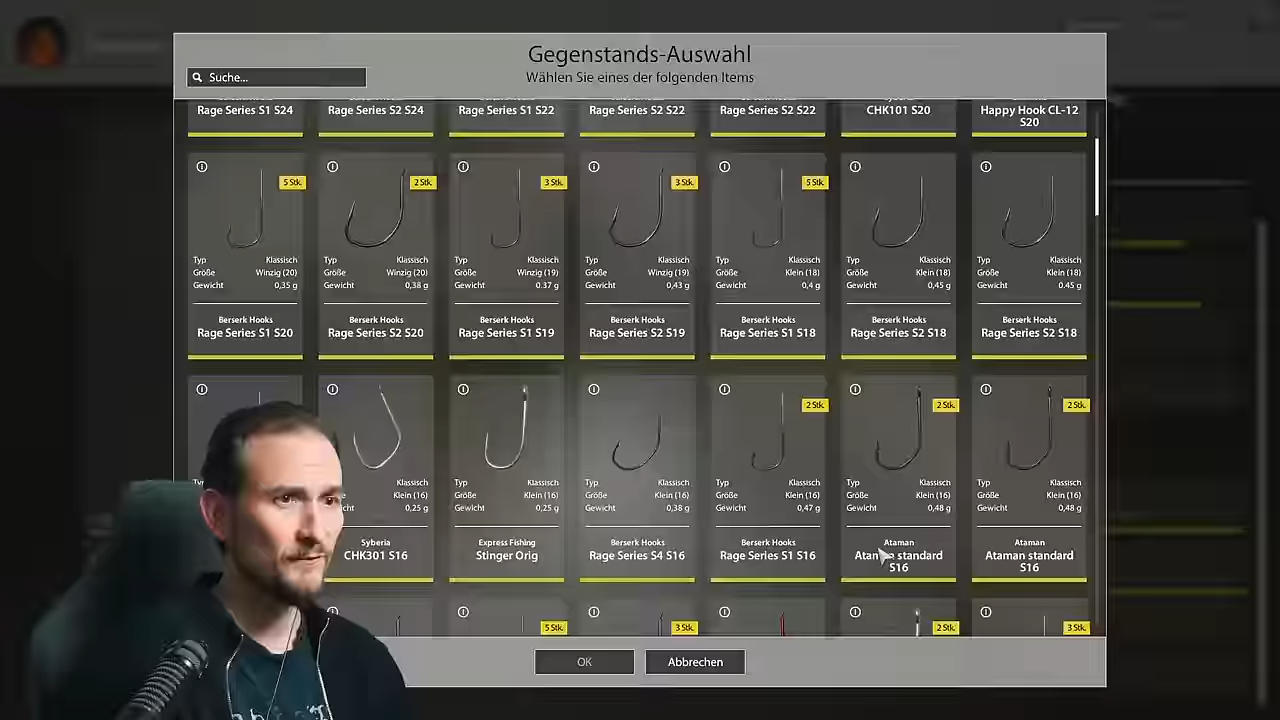 Gegenstands-Auswahl
Suche...
Wählen Sie eines der folgenden Items
Rage Series S1 S24
Rage Series S2 S24
Rage Series S1 S22
Rage Series S2 S22
Rage Series S2 S22
CHK101 S20
Happy Hook CL-12
S20
5 Stk.
Typ Klassisch
Größe Winzig (20)
Gewicht 0,35 g
Berserk Hooks
Rage Series S1 S20
2 Stk.
Typ Klassisch
Größe Winzig (20)
Gewicht 0,38 g
Berserk Hooks
Rage Series S2 S20
3 Stk.
Typ Klassisch
Größe Winzig (19)
Gewicht 0.37 g
Berserk Hooks
Rage Series S1 S19
3 Stk.
Typ Klassisch
Größe Winzig (19)
Gewicht 0,43 g
Berserk Hooks
Rage Series S2 S19
5 Stk.
Typ Klassisch
Größe Klein (18)
Gewicht 0,4 g
Berserk Hooks
Rage Series S1 S18
Typ Klassisch
Größe Klein (18)
Gewicht 0,45 g
Berserk Hooks
Rage Series S2 S18
Typ Klassisch
Größe Klein (18)
Gewicht 0.45 g
Berserk Hooks
Rage Series S2 S18
Klassisch
Klein (16)
0,25 g
Syberia
CHK301 S16
Typ Klassisch
Größe Klein (16)
Gewicht 0,25 g
Express Fishing
Stinger Orig
Typ Klassisch
Größe Klein (16)
Gewicht 0,38 g
Berserk Hooks
Rage Series S4 S16
2 Stk.
Typ Klassisch
Größe Klein (16)
Gewicht 0,47 g
Berserk Hooks
Rage Series S1 S16
2 Stk.
Typ Klassisch
Größe Klein (16)
Gewicht 0,48 g
Ataman
Ataman standard
S16
2 Stk.
Typ Klassisch
Größe Klein (16)
Gewicht 0,48 g
Ataman
Ataman standard
S16
5 Stk.
3 Stk.
2 Stk.
3 Stk.
OK
Abbrechen